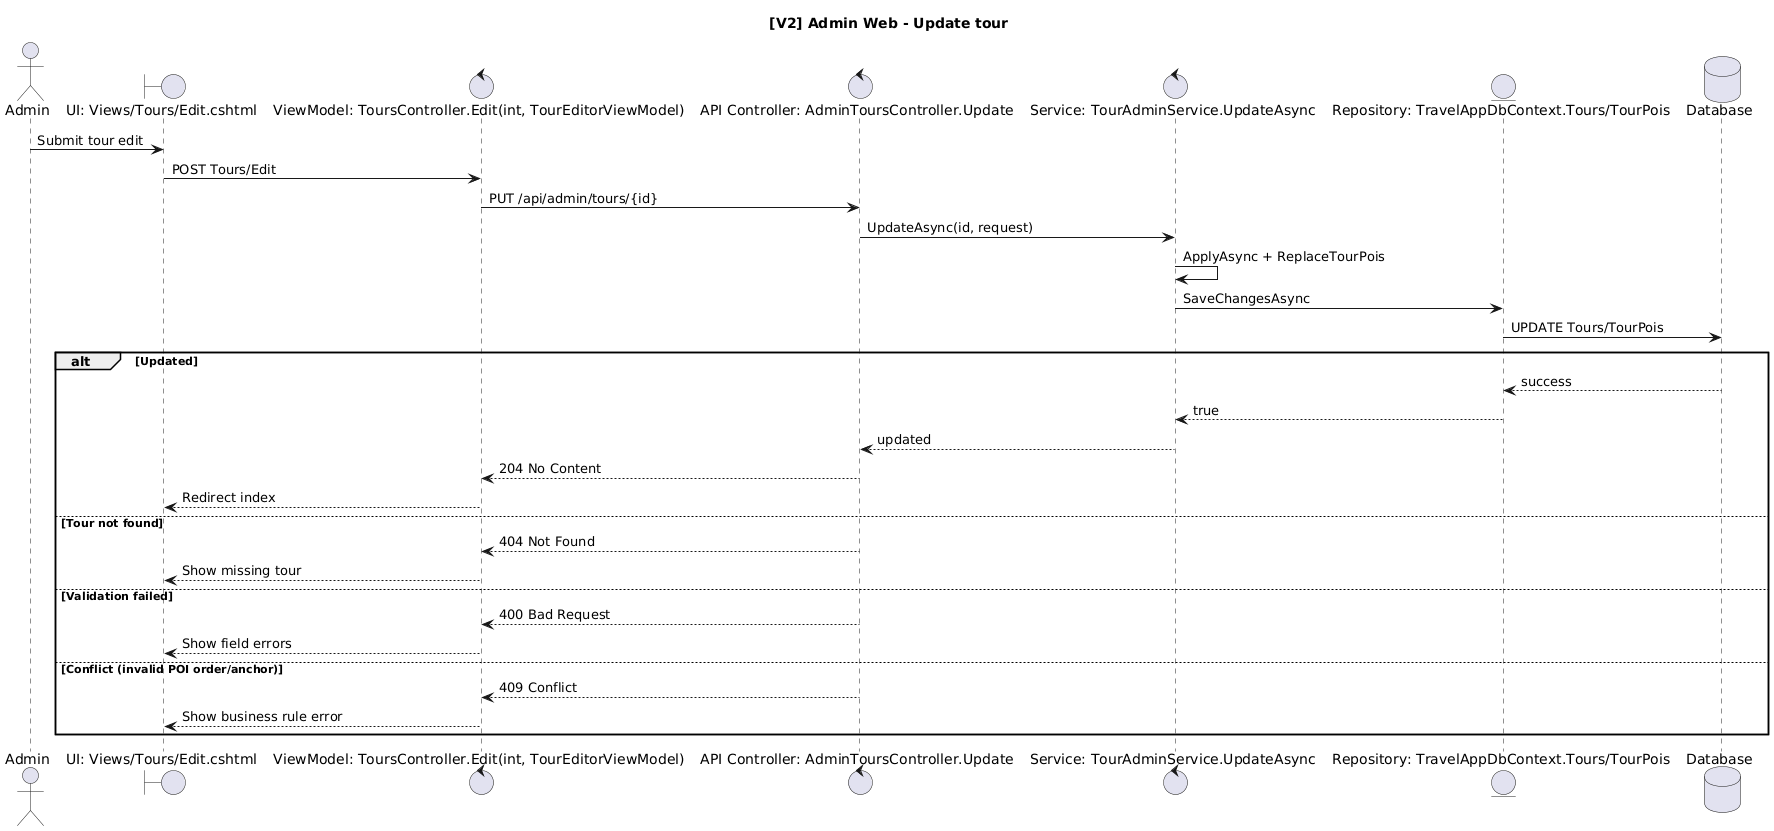 [V2] Admin Web - Update tour
Admin
UI: Views/Tours/Edit.cshtml
ViewModel: ToursController.Edit(int, TourEditorViewModel)
API Controller: AdminToursController.Update
Service: TourAdminService.UpdateAsync
Repository: TravelAppDbContext.Tours/TourPois
Database
Submit tour edit
POST Tours/Edit
PUT /api/admin/tours/{id}
UpdateAsync(id, request)
ApplyAsync + ReplaceTourPois
SaveChangesAsync
UPDATE Tours/TourPois
alt [Updated]
success
true
updated
204 No Content
Redirect index
[Tour not found]
404 Not Found
Show missing tour
[Validation failed]
400 Bad Request
Show field errors
[Conflict (invalid POI order/anchor)]
409 Conflict
Show business rule error
Admin
UI: Views/Tours/Edit.cshtml
ViewModel: ToursController.Edit(int, TourEditorViewModel)
API Controller: AdminToursController.Update
Service: TourAdminService.UpdateAsync
Repository: TravelAppDbContext.Tours/TourPois
Database